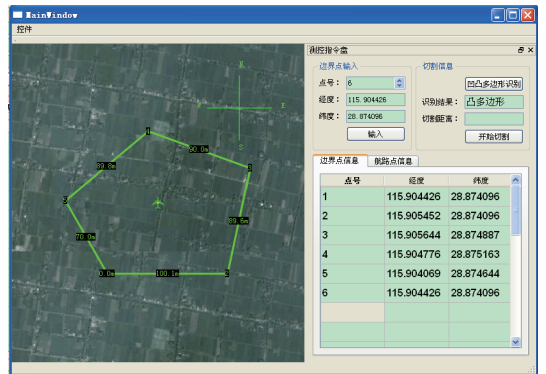 MainWindow
控件
测控指令盒
边界点输入
点号： 6
经度： 115.904426
纬度： 28.874096
输入
切割信息
凹凸多边形识别
识别结果： 凸多边形
切割距离：
开始切割
边界点信息 航路点信息
点号 经度 纬度
1 115.904426 28.874096
2 115.905452 28.874096
3 115.905644 28.874887
4 115.904776 28.875163
5 115.904069 28.874644
6 115.904426 28.874096
N
E
S
4
90.0m
89.8m
3
5
89.6m
70.0m
0.0m 100.1m 2